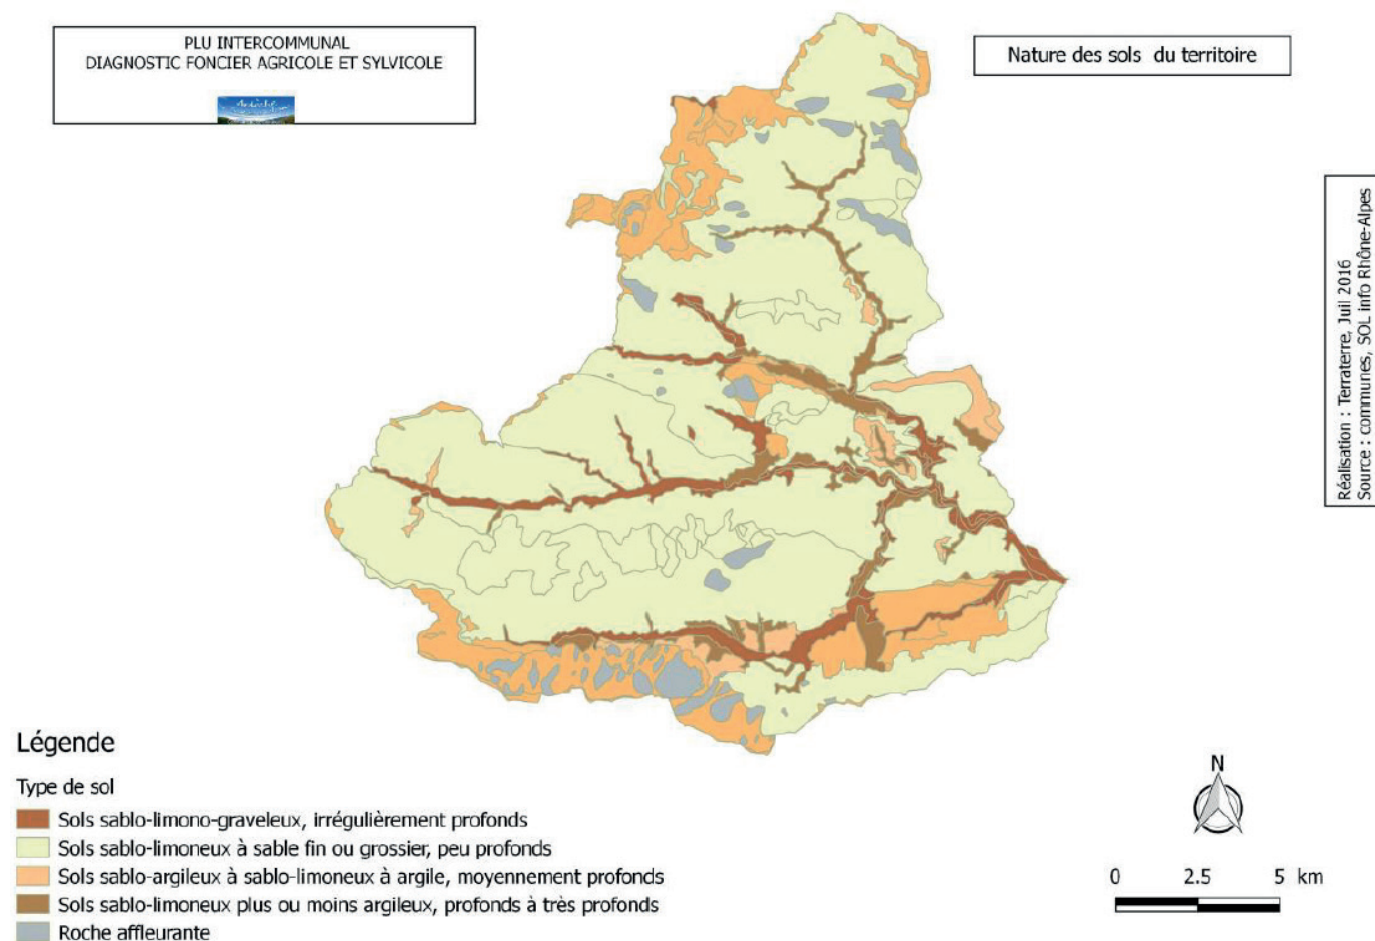 PLU INTERCOMMUNAL
DIAGNOSTIC FONCIER AGRICOLE ET SYLVICOLE
Nature des sols du territoire
Réalisation : Terraterre, Juil 2016
Source : communes, SOL info Rhône-Alpes
Légende
Type de sol
Sols sablo-limono-graveleux, irrégulièrement profonds
Sols sablo-limoneux à sable fin ou grossier, peu profonds
Sols sablo-argileux à sablo-limoneux à argile, moyennement profonds
Sols sablo-limoneux plus ou moins argileux, profonds à très profonds
Roche affleurante
N
0 2.5 5 km